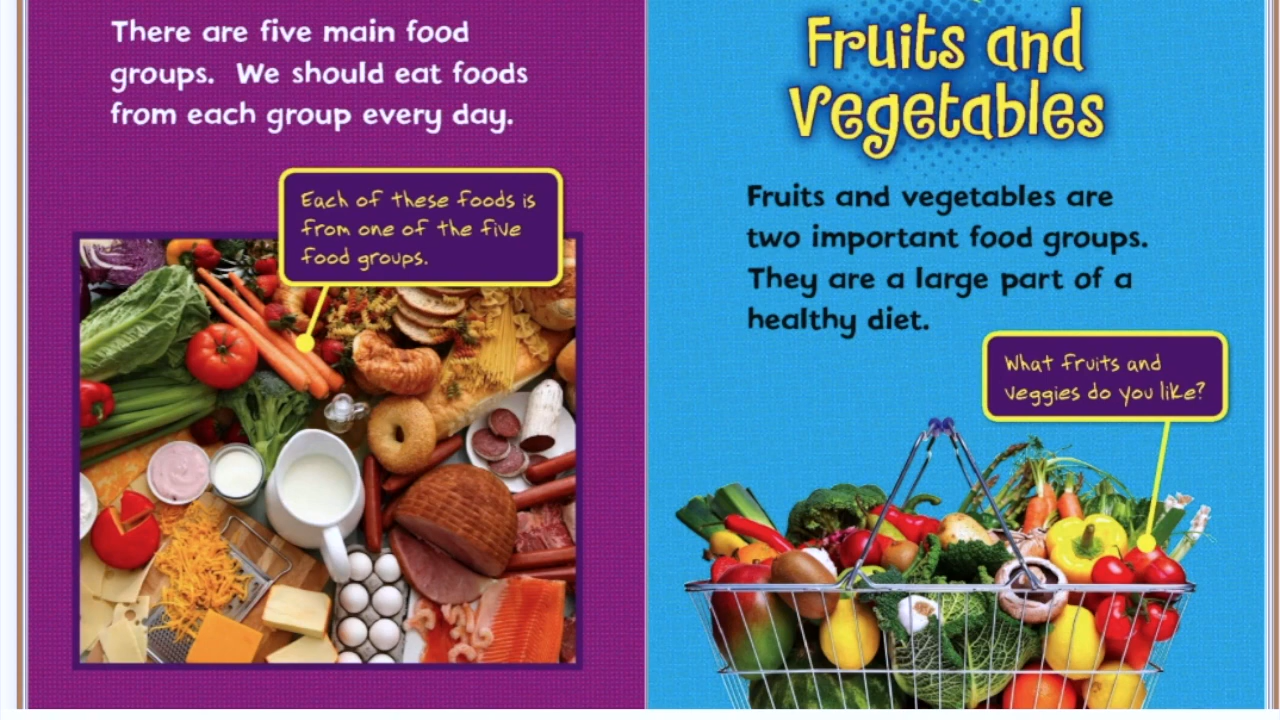 There are five main food
groups.  We should eat foods
from each group every day.
Each of these foods is
from one of the five
food groups.
Fruits and
Vegetables
Fruits and vegetables are
two important food groups.
They are a large part of a
healthy diet.
What fruits and
veggies do you like?